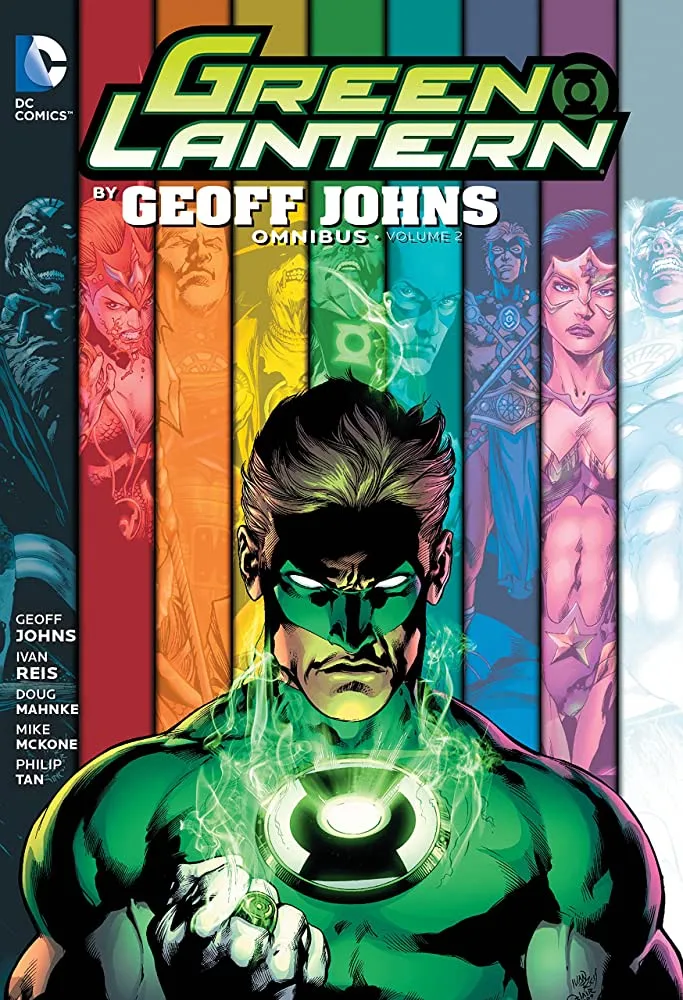 DC
DC
COMICS™
GREEN
LANTERN®
BY GEOFF JOHNS
OMNIBUS • VOLUME 2
GEOFF
JOHNS
IVAN
REIS
DOUG
MAHNKE
MIKE
MCKONE
PHILIP
TAN